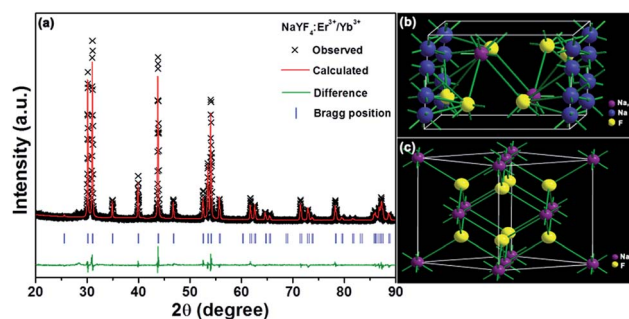 (a)
NaYF4:Er3+/Yb3+
Observed
Calculated
Difference
Bragg position
Intensity (a.u.)
20 30 40 50 60 70 80 90
2θ (degree)
(b)
Na
F
(c)
Na
F